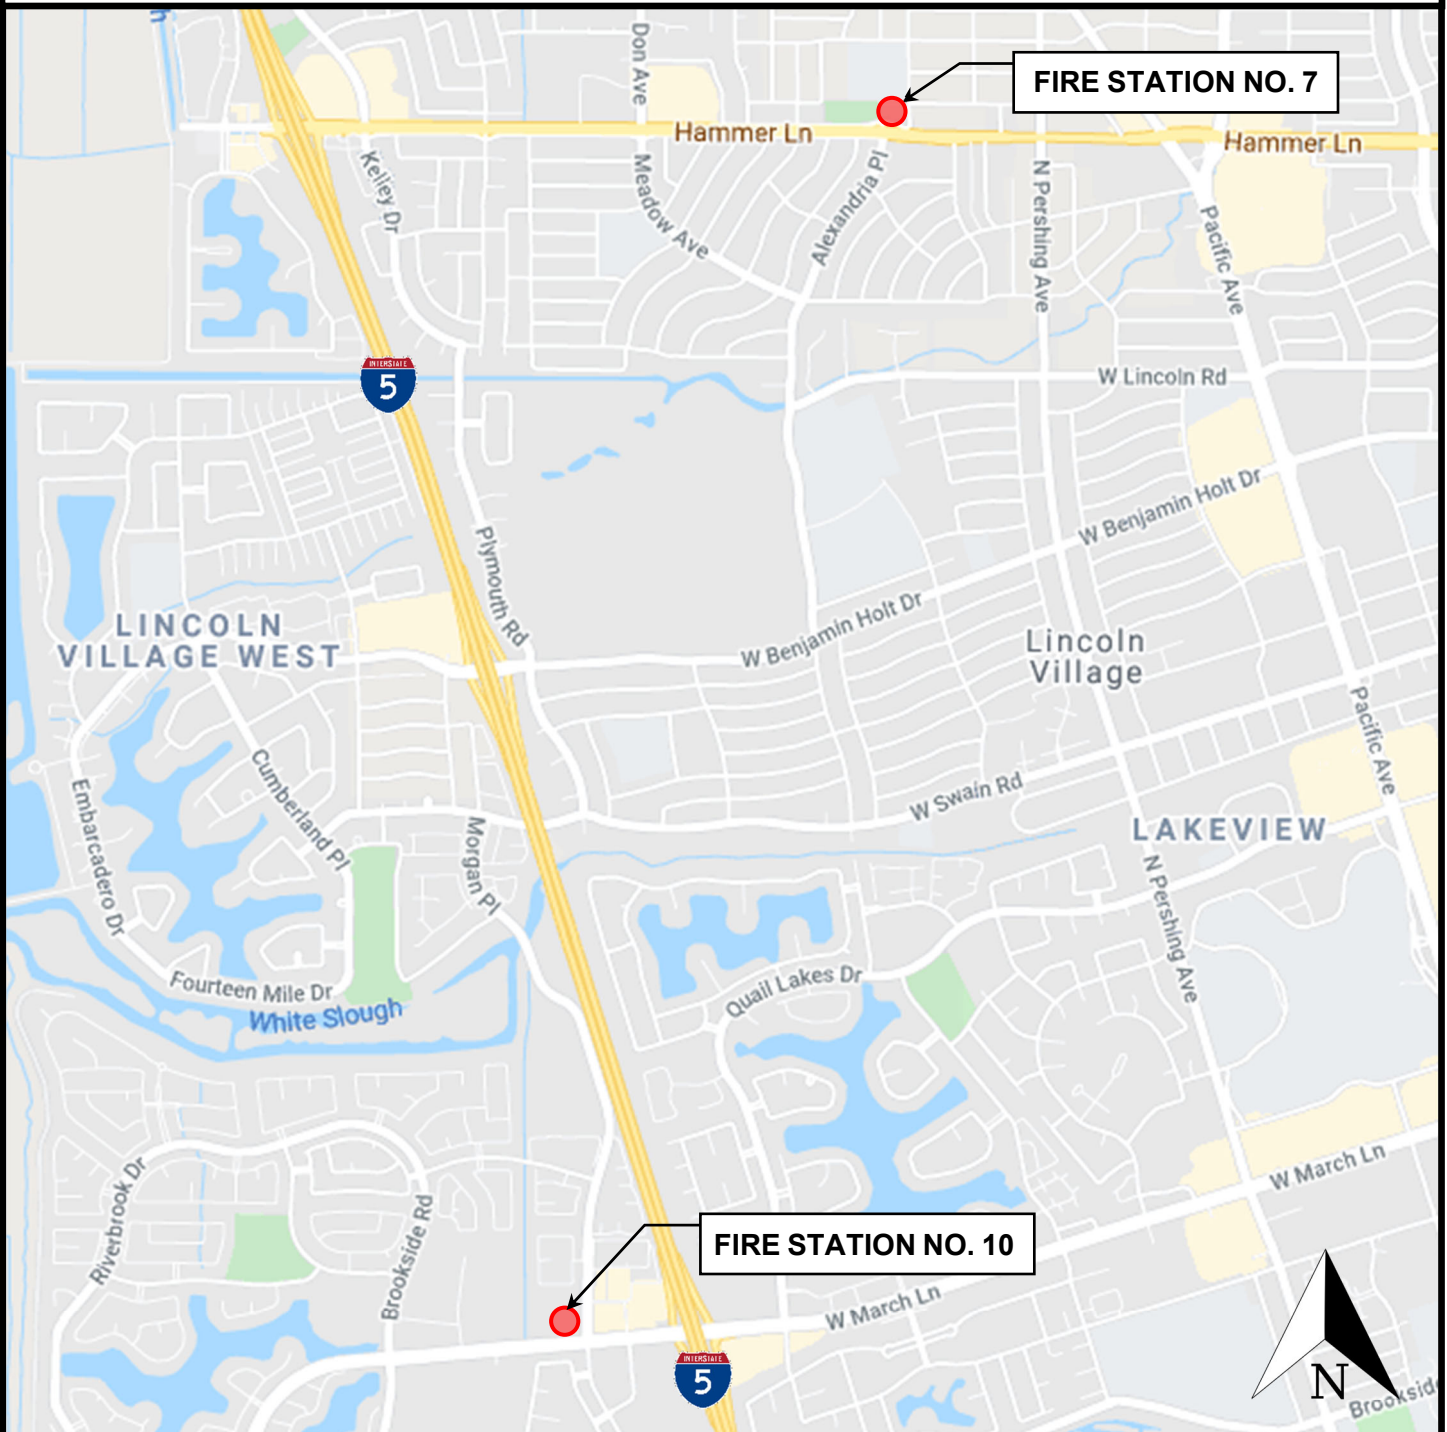 h
Don Ave
FIRE STATION NO. 7
Hammer Ln
Hammer Ln
Kelley Dr
Meadow Ave
Alexandria Pl
N Pershing Ave
Pacific Ave
INTERSTATE
5
W Lincoln Rd
W Benjamin Holt Dr
Plymouth Rd
LINCOLN
VILLAGE WEST
W Benjamin Holt Dr
Lincoln
Village
Pacific Ave
Cumberland Pl
Embarcadero Dr
Morgan Pl
W Swain Rd
LAKEVIEW
N Pershing Ave
Fourteen Mile Dr
White Slough
Quail Lakes Dr
Riverbrook Dr
Brookside Rd
W March Ln
FIRE STATION NO. 10
W March Ln
INTERSTATE
5
N
Brookside